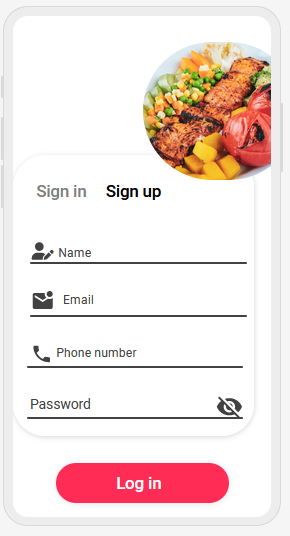 Sign in Sign up
Name
Email
Phone number
Password
Log in